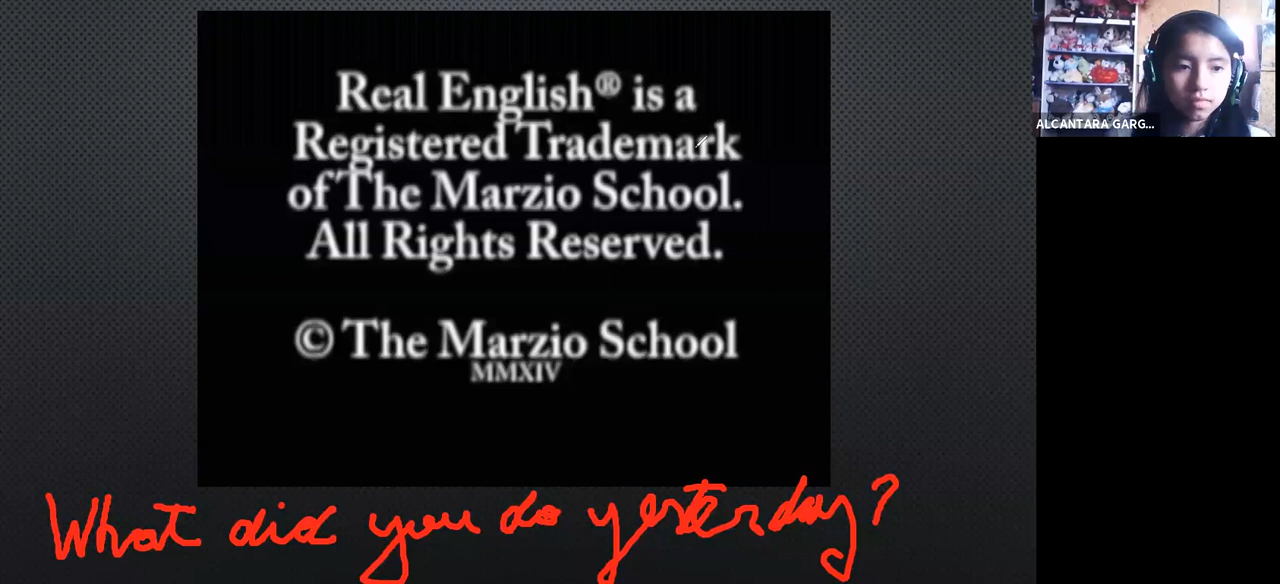 Real English® is a
Registered Trademark
of The Marzio School.
All Rights Reserved.
© The Marzio School
MMXIV
ALCANTARA GARG...
What did you do yesterday?